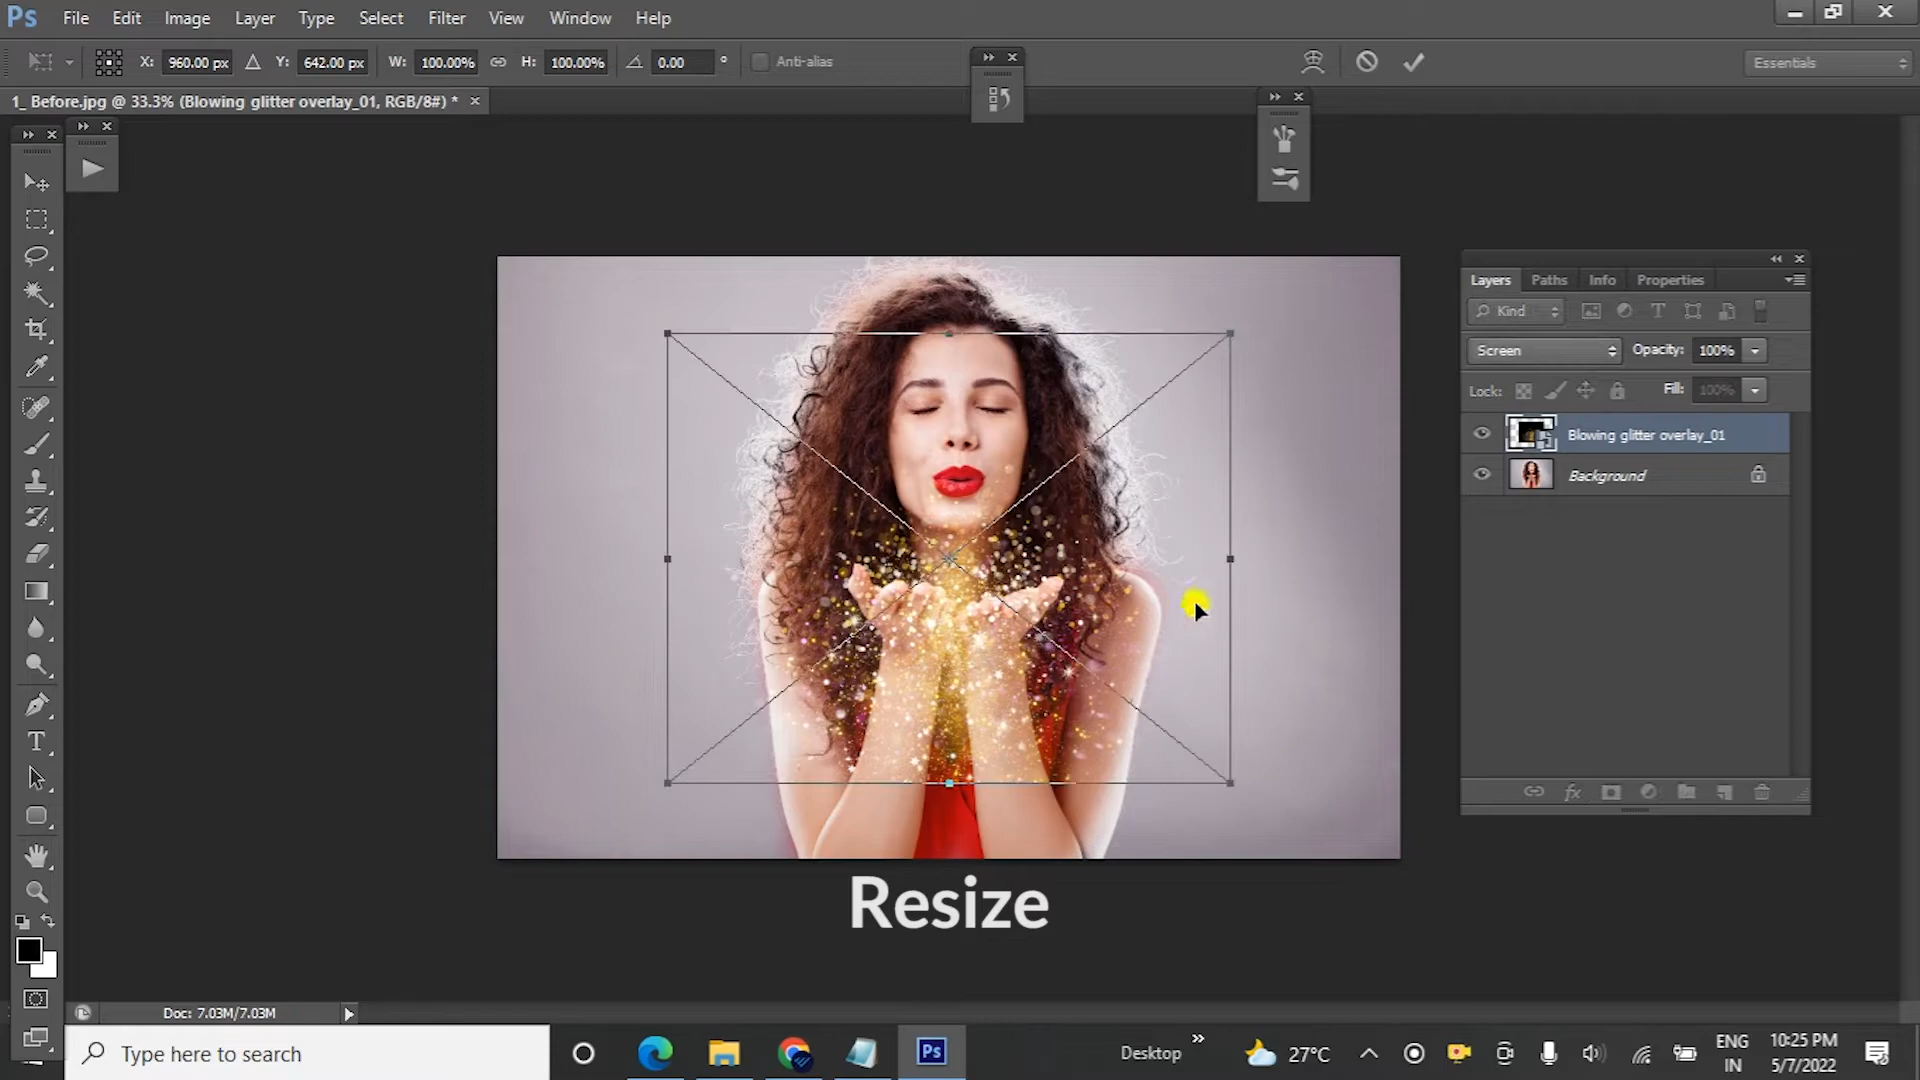 Ps File Edit Image Layer Type Select Filter View Window Help
X: 960.00 px Y: 642.00 px W: 100.00% H: 100.00% 0.00 ° Anti-alias Essentials
1_ Before.jpg @ 33.3% (Blowing glitter overlay_01, RGB/8#) *
Layers Paths Info Properties
Kind
Screen Opacity: 100%
Lock: Fill: 100%
Blowing glitter overlay_01
Background
Resize
Doc: 7.03M/7.03M
Type here to search
Ps
Desktop
27°C
ENG
IN
10:25 PM
5/7/2022